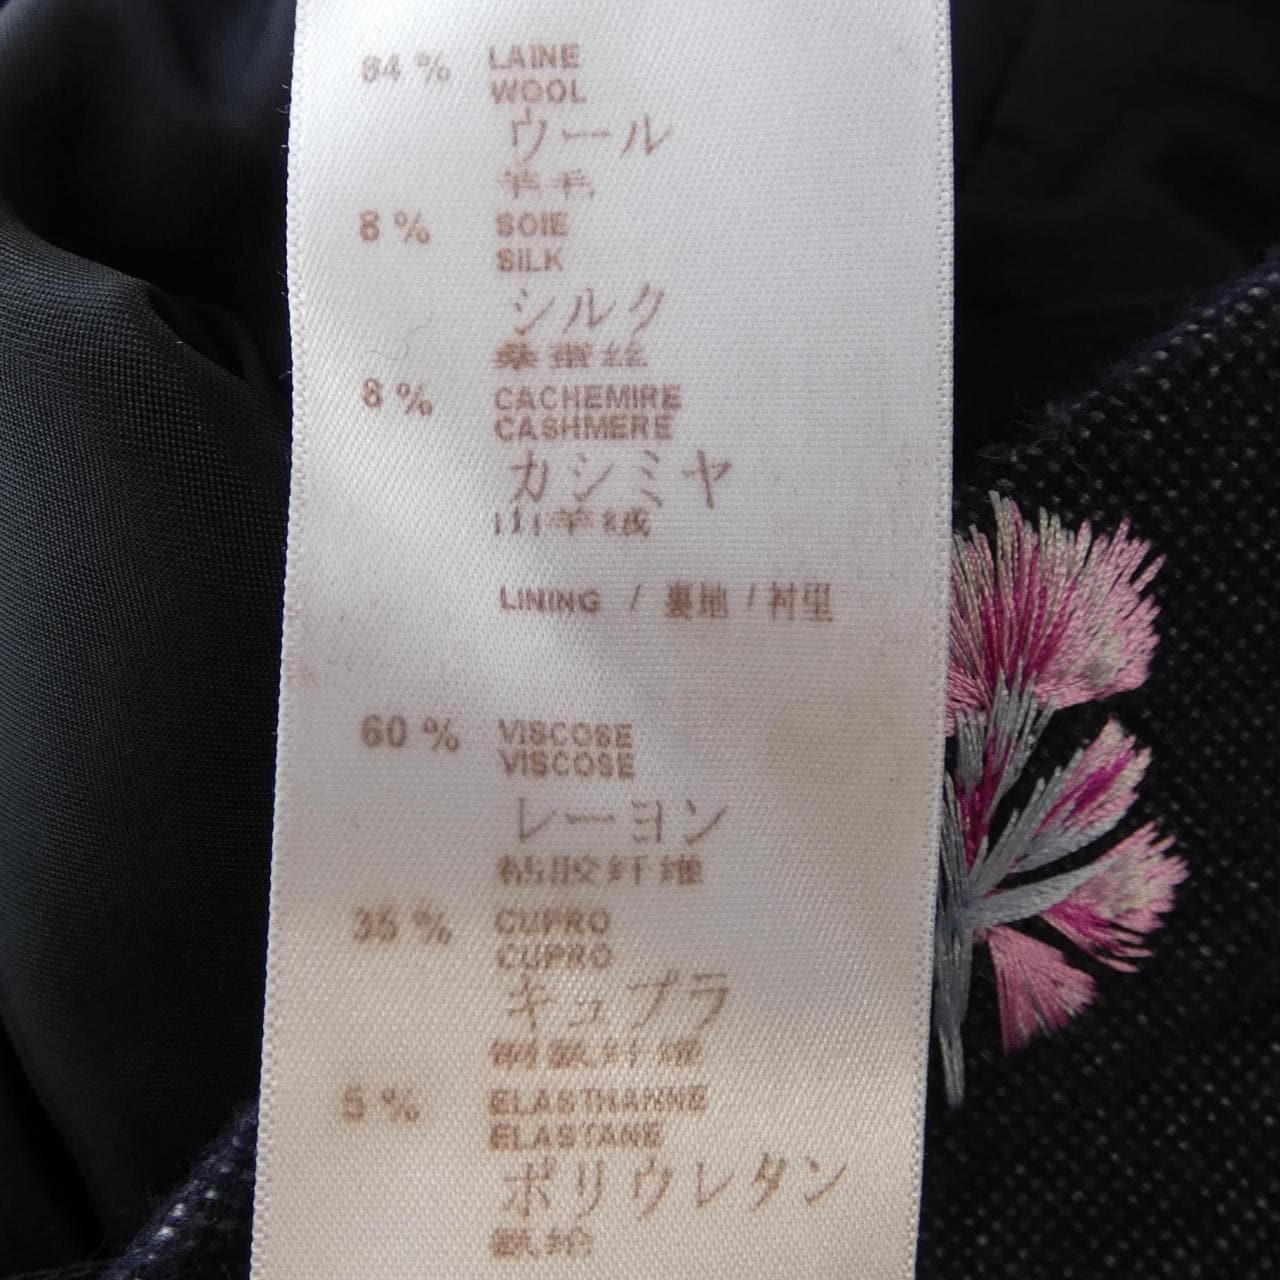 84 % LAINE
WOOL
ウール
羊毛
8 % SOIE
SILK
シルク
桑蚕丝
8 % CACHEMIRE
CASHMERE
カシミヤ
山羊绒
LINING / 裏地 / 衬里
60 % VISCOSE
VISCOSE
レーヨン
粘胶纤维
35 % CUPRO
CUPRO
キュプラ
铜氨纤维
5 % ELASTHANNE
ELASTANE
ポリウレタン
氨纶